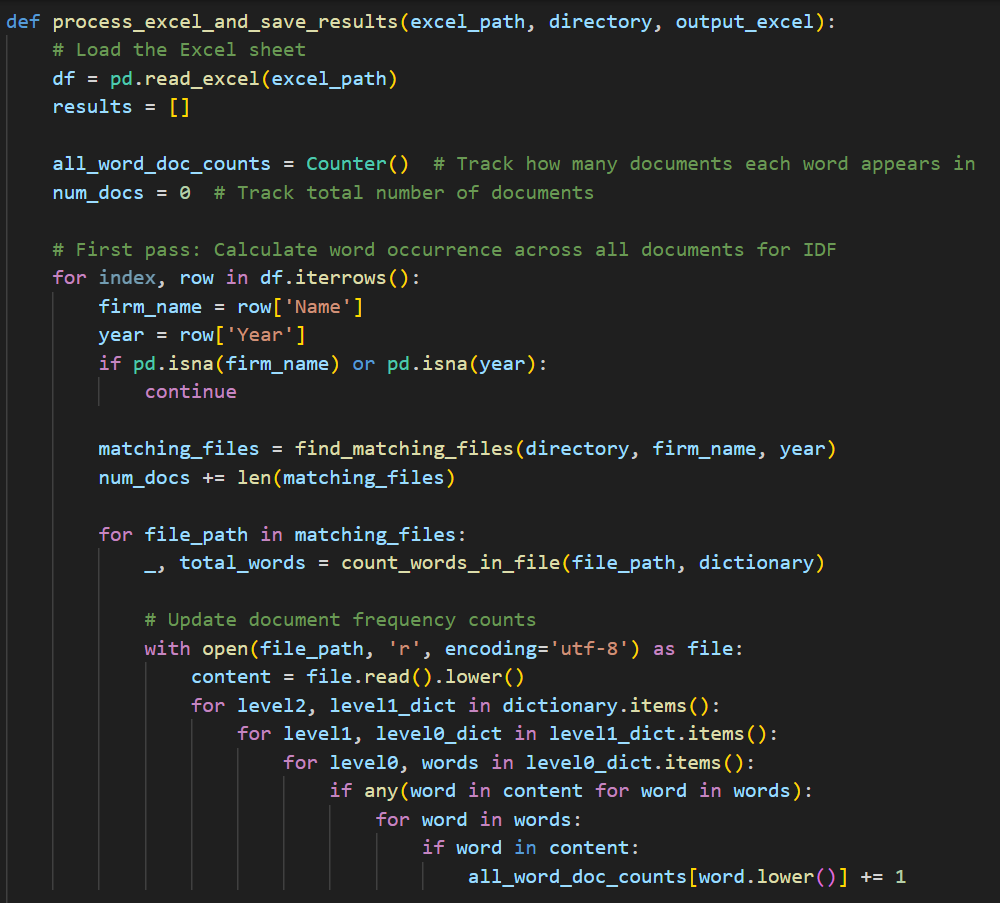 def process_excel_and_save_results(excel_path, directory, output_excel):
    # Load the Excel sheet
    df = pd.read_excel(excel_path)
    results = []

    all_word_doc_counts = Counter()  # Track how many documents each word appears in
    num_docs = 0  # Track total number of documents

    # First pass: Calculate word occurrence across all documents for IDF
    for index, row in df.iterrows():
        firm_name = row['Name']
        year = row['Year']
        if pd.isna(firm_name) or pd.isna(year):
            continue

        matching_files = find_matching_files(directory, firm_name, year)
        num_docs += len(matching_files)

        for file_path in matching_files:
            _, total_words = count_words_in_file(file_path, dictionary)

            # Update document frequency counts
            with open(file_path, 'r', encoding='utf-8') as file:
                content = file.read().lower()
                for level2, level1_dict in dictionary.items():
                    for level1, level0_dict in level1_dict.items():
                        for level0, words in level0_dict.items():
                            if any(word in content for word in words):
                                for word in words:
                                    if word in content:
                                        all_word_doc_counts[word.lower()] += 1